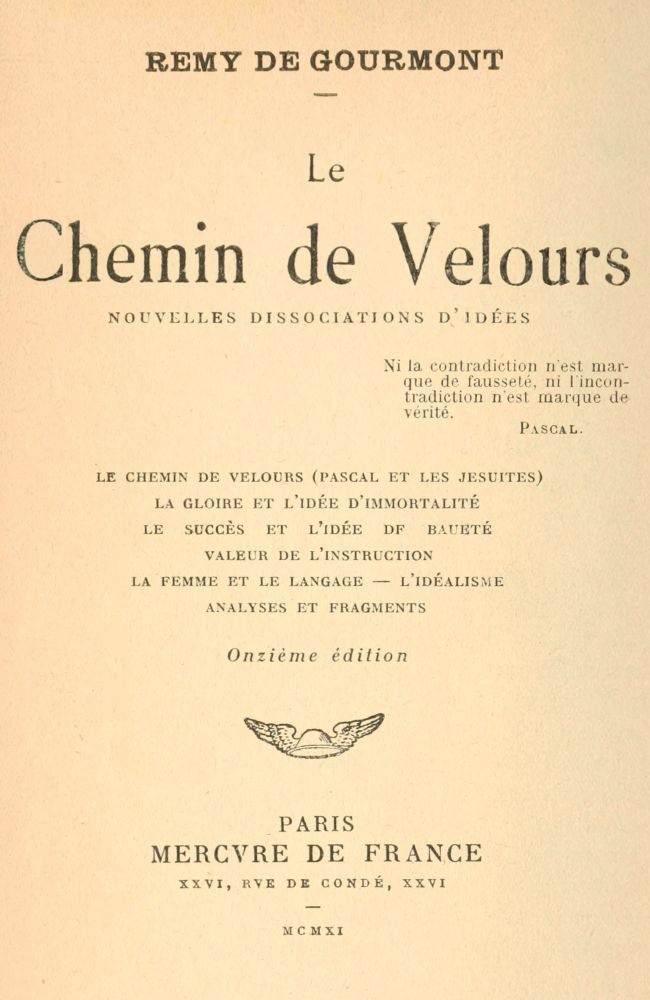 REMY DE GOURMONT
Le
Chemin de Velours
NOUVELLES DISSOCIATIONS D'IDÉES
Ni la contradiction n'est mar-
que de fausseté, ni l'incon-
tradiction n'est marque de
vérité.
PASCAL.
LE CHEMIN DE VELOURS (PASCAL ET LES JESUITES)
LA GLOIRE ET L'IDÉE D'IMMORTALITÉ
LE SUCCÈS ET L'IDÉE DF BAUETÉ
VALEUR DE L'INSTRUCTION
LA FEMME ET LE LANGAGE — L'IDÉALISME
ANALYSES ET FRAGMENTS
Onzième édition
PARIS
MERCVRE DE FRANCE
XXVI, RVE DE CONDÉ, XXVI
MCMXI